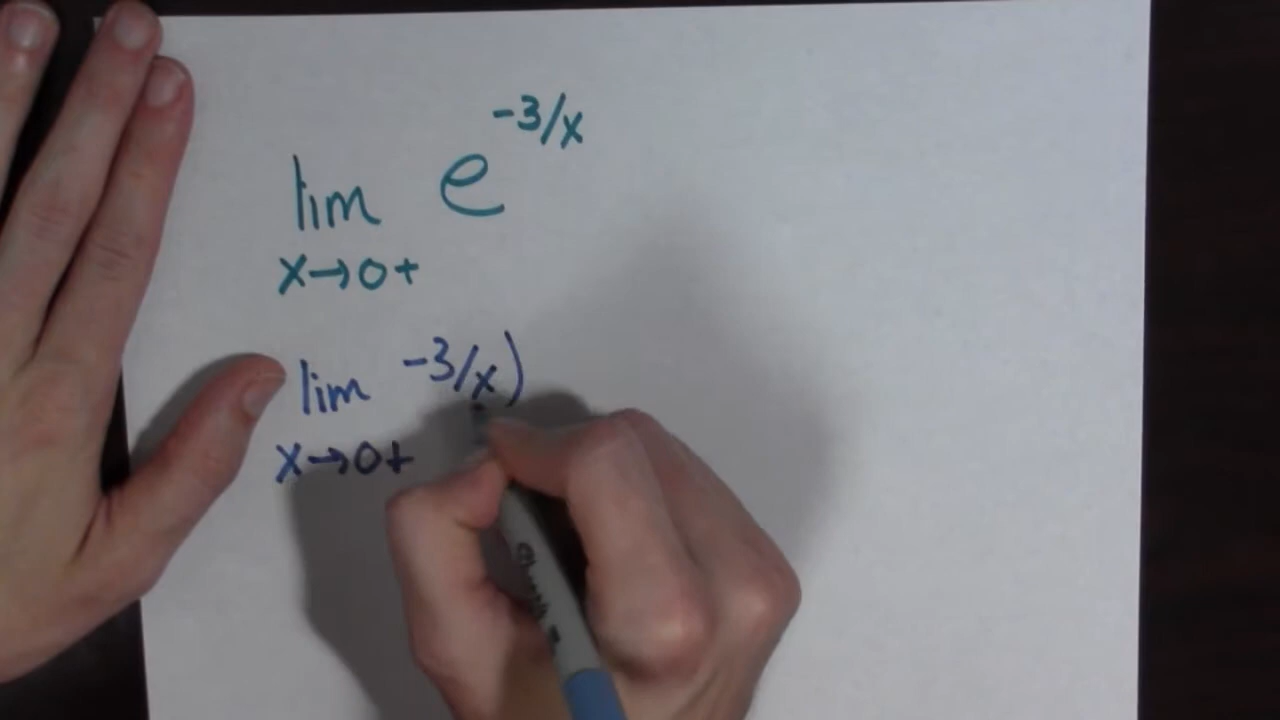 lim e^-3/x
x→0+
lim -3/x)
x→0+